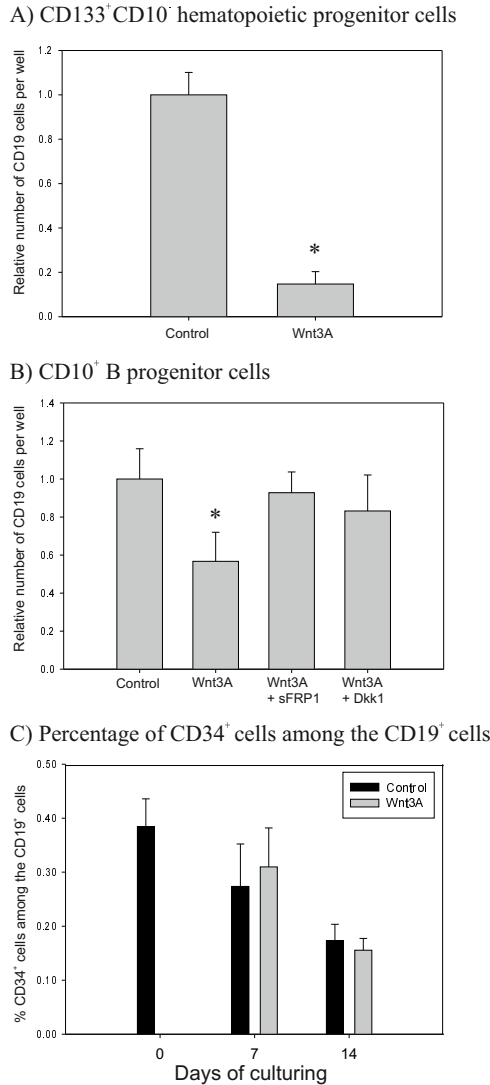 A) CD133⁺CD10⁻ hematopoietic progenitor cells
Relative number of CD19 cells per well
1.2
1.0
0.8
0.6
0.4
0.2
0.0
*
Control
Wnt3A
B) CD10⁺ B progenitor cells
Relative number of CD19 cells per well
1.4
1.2
1.0
0.8
0.6
0.4
0.2
0.0
*
Control
Wnt3A
Wnt3A
+ sFRP1
Wnt3A
+ Dkk1
C) Percentage of CD34⁺ cells among the CD19⁺ cells
% CD34⁺ cells among the CD19⁺ cells
0.50
0.40
0.30
0.20
0.10
0.00
Control
Wnt3A
0
7
14
Days of culturing